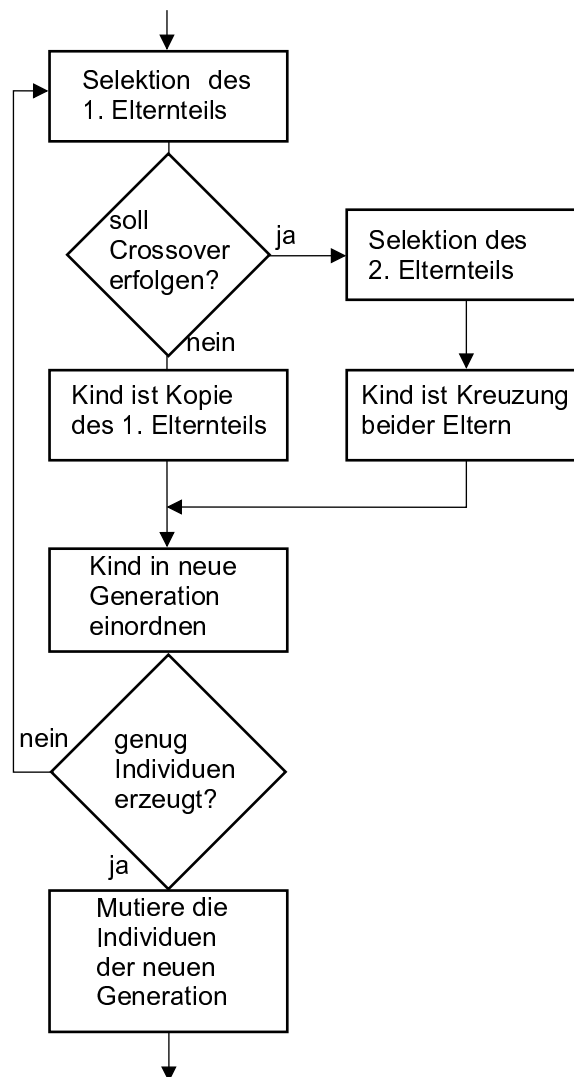 Selektion des
1. Elternteils
soll
Crossover
erfolgen?
ja
Selektion des
2. Elternteils
nein
Kind ist Kopie
des 1. Elternteils
Kind ist Kreuzung
beider Eltern
Kind in neue
Generation
einordnen
nein
genug
Individuen
erzeugt?
ja
Mutiere die
Individuen
der neuen
Generation